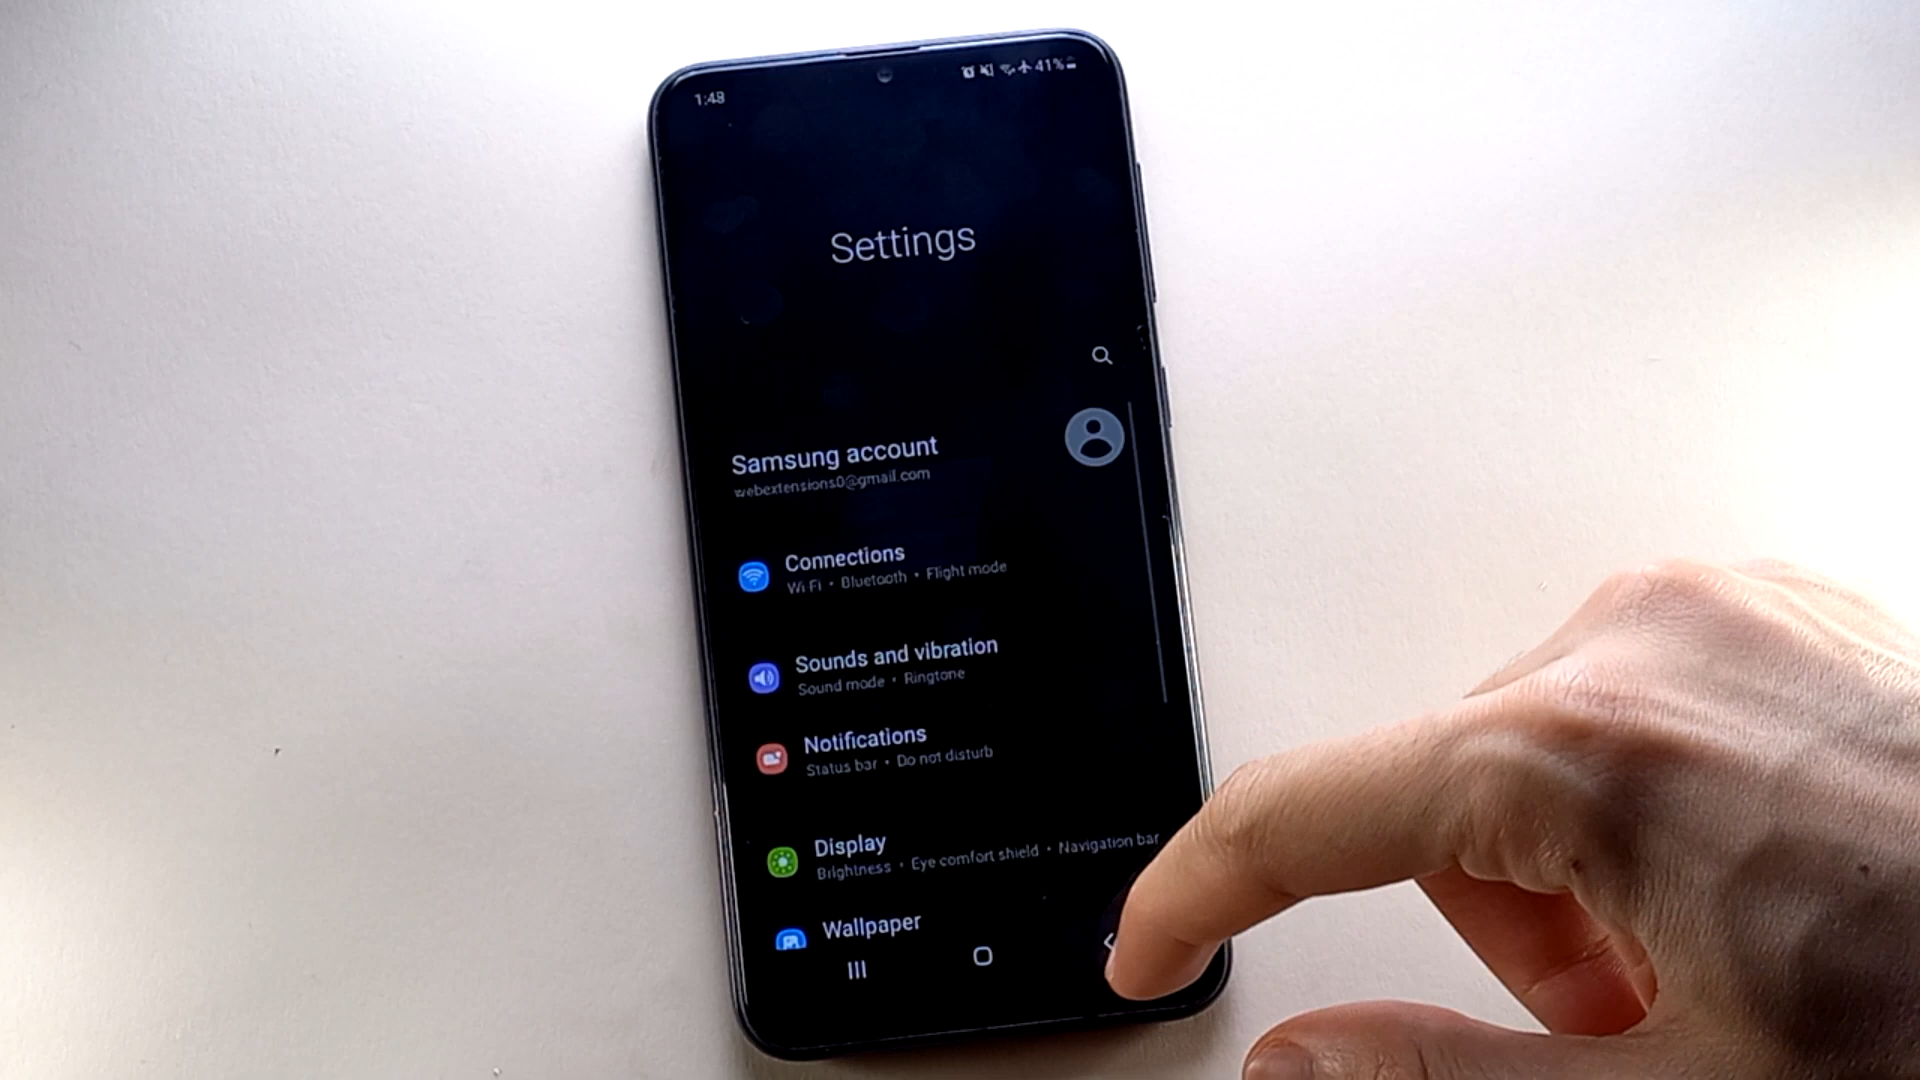 1:48
41%
Settings
Samsung account
webextensions0@gmail.com
Connections
Wi-Fi • Bluetooth • Flight mode
Sounds and vibration
Sound mode • Ringtone
Notifications
Status bar • Do not disturb
Display
Brightness • Eye comfort shield • Navigation bar
Wallpaper